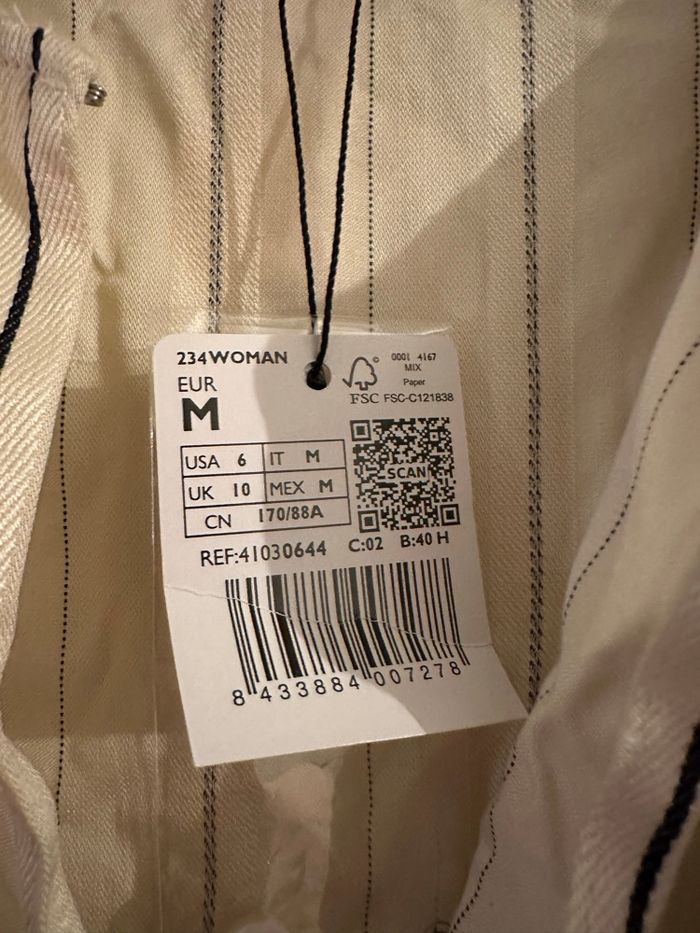 234WOMAN
EUR
M
0001 4167
MIX
Paper
FSC FSC-C121838
USA 6 IT M
UK 10 MEX M
CN 170/88A
SCAN
REF:41030644 C:02 B:40 H
8 433884 007278